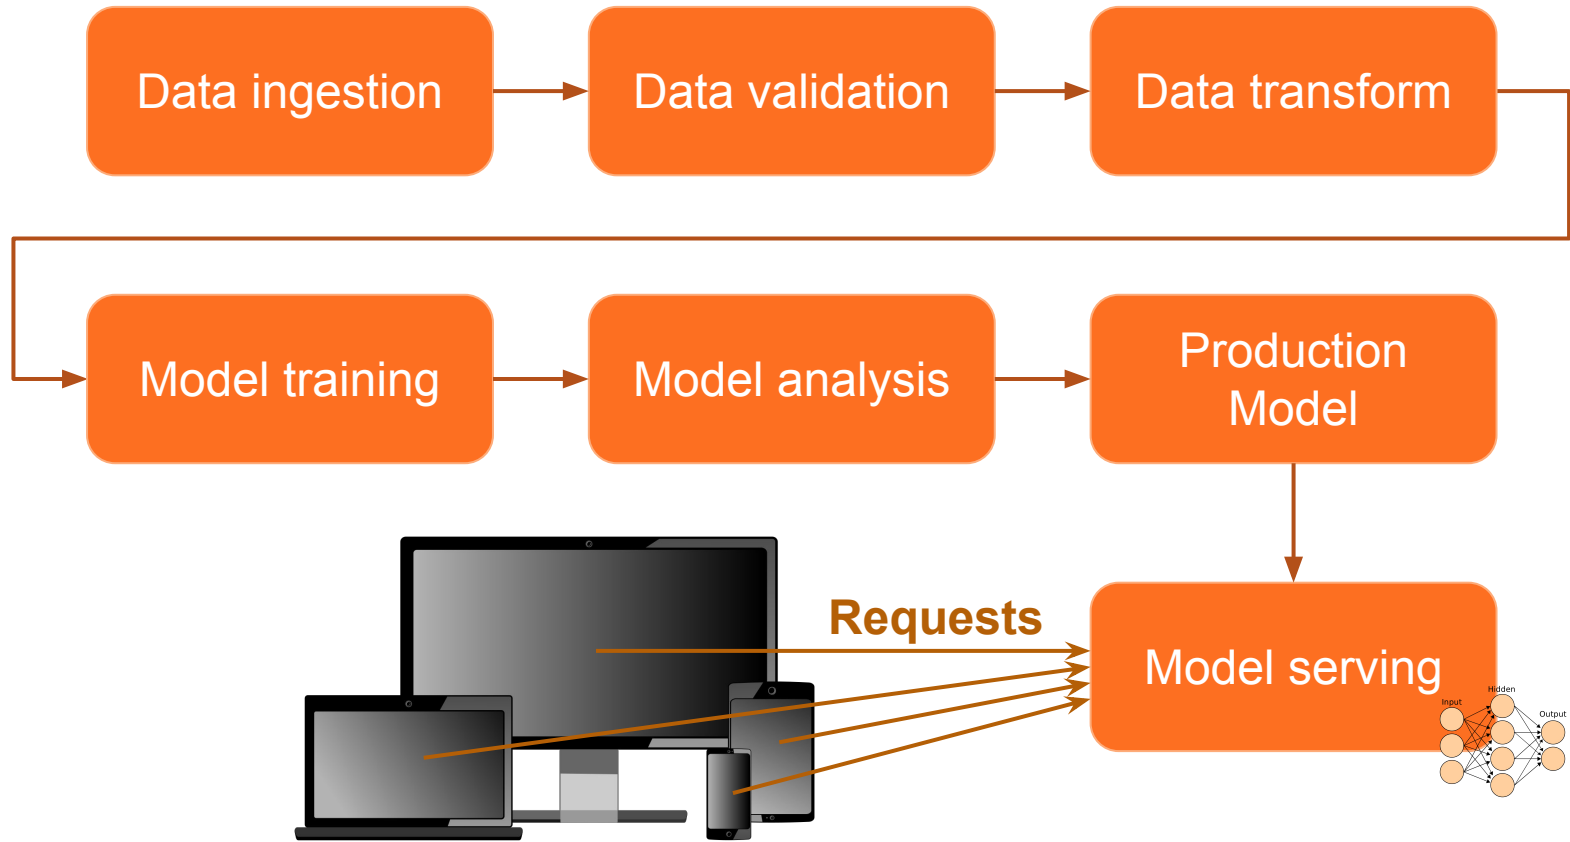 Data ingestion
Data validation
Data transform
Model training
Model analysis
Production
Model
Requests
Model serving
Input
Hidden
Output